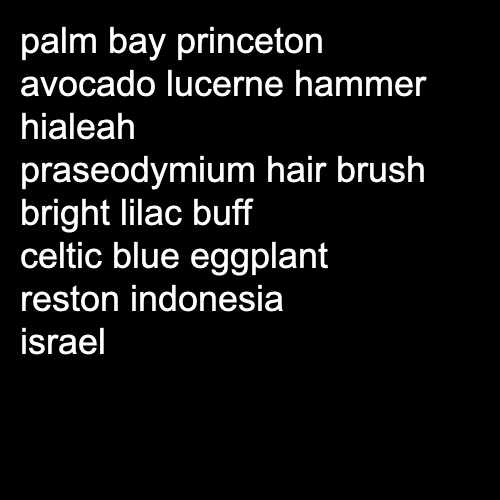 palm bay princeton
avocado lucerne hammer
hialeah
praseodymium hair brush
bright lilac buff
celtic blue eggplant
reston indonesia
israel